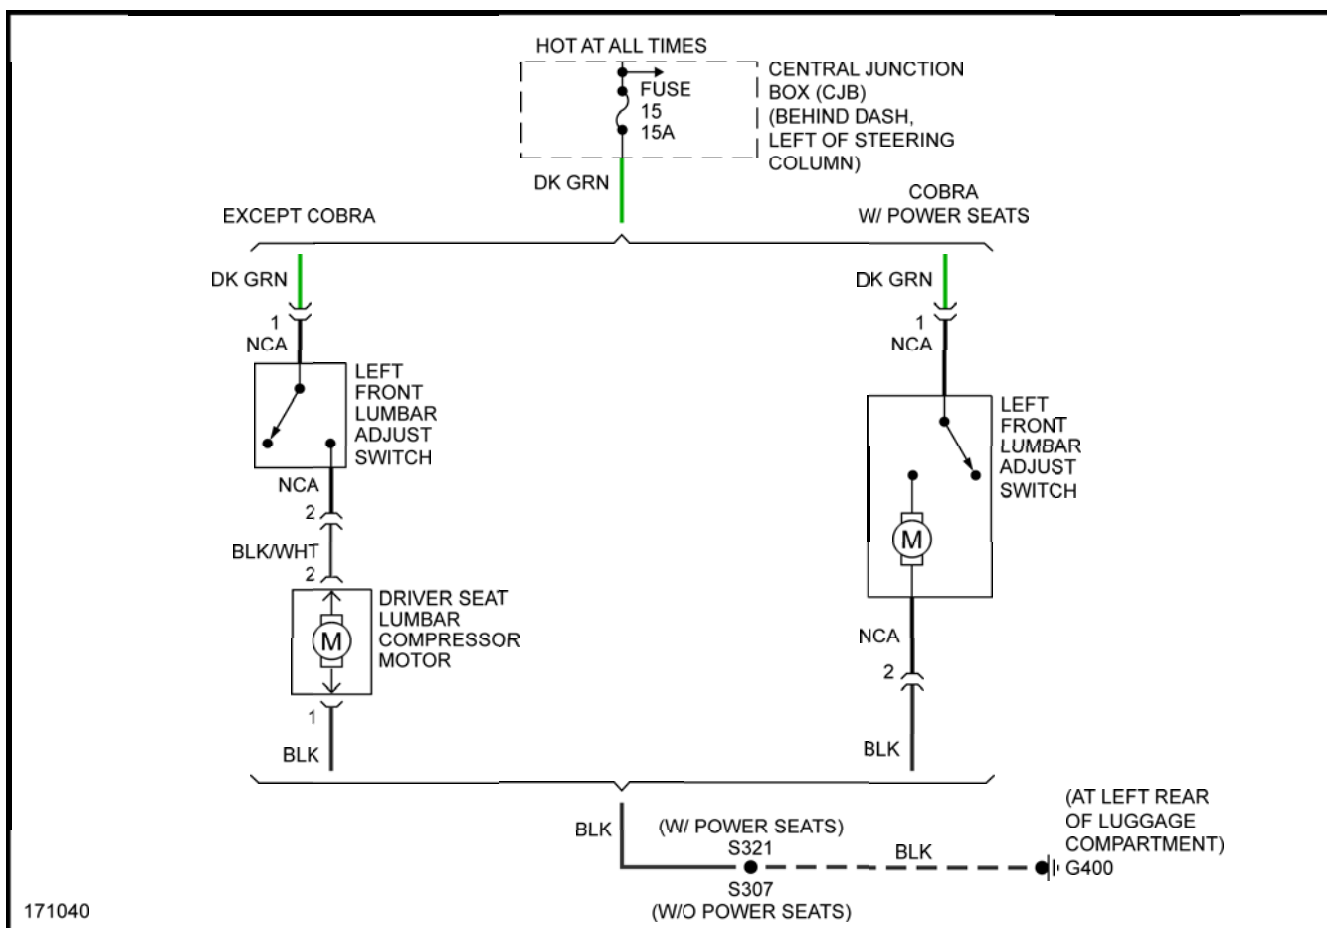 HOT AT ALL TIMES
FUSE
15
15A
CENTRAL JUNCTION
BOX (CJB)
(BEHIND DASH,
LEFT OF STEERING
COLUMN)
DK GRN
EXCEPT COBRA
COBRA
W/ POWER SEATS
DK GRN
1
NCA
LEFT
FRONT
LUMBAR
ADJUST
SWITCH
NCA
2
BLK/WHT
2
DRIVER SEAT
LUMBAR
COMPRESSOR
MOTOR
M
1
BLK
DK GRN
1
NCA
LEFT
FRONT
LUMBAR
ADJUST
SWITCH
M
NCA
2
BLK
BLK
(W/ POWER SEATS)
S321
S307
(W/O POWER SEATS)
BLK
(AT LEFT REAR
OF LUGGAGE
COMPARTMENT)
G400
171040